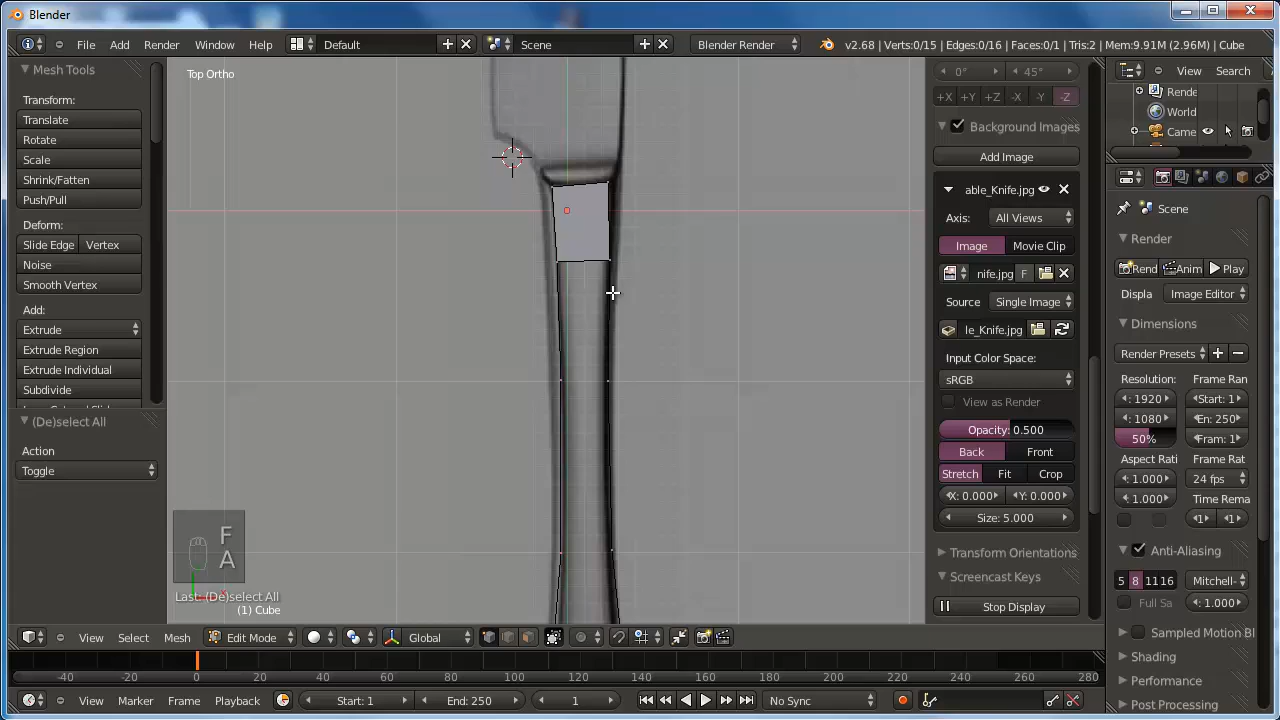 Blender
File Add Render Window Help
Default
Scene
Blender Render
v2.68 | Verts:0/15 | Edges:0/16 | Faces:0/1 | Tris:2 | Mem:9.91M (2.96M) | Cube
Mesh Tools
Transform:
Translate
Rotate
Scale
Shrink/Fatten
Push/Pull
Deform:
Slide Edge Vertex
Noise
Smooth Vertex
Add:
Extrude
Extrude Region
Extrude Individual
Subdivide
(De)select All
Action
Toggle
Top Ortho
F
A
Last: (De)select All
(1) Cube
0° 45°
+X +Y +Z -X -Y -Z
Background Images
Add Image
able_Knife.jpg
Axis: All Views
Image Movie Clip
nife.jpg F
Source Single Image
le_Knife.jpg
Input Color Space:
sRGB
View as Render
Opacity: 0.500
Back Front
Stretch Fit Crop
X: 0.000 Y: 0.000
Size: 5.000
Transform Orientations
Screencast Keys
Stop Display
View Search
Rende
World
Came
Scene
Render
Rend Anim Play
Displa Image Editor
Dimensions
Render Presets
Resolution: Frame Ran
: 1920 Start: 1
: 1080 En: 250
50% Fram: 1
Aspect Rati Frame Rat
: 1.000 24 fps
: 1.000 Time Rema
1 1
Anti-Aliasing
5 8 11 16 Mitchell-
Full Sa : 1.000
Sampled Motion Bl
Shading
Performance
Post Processing
View Select Mesh Edit Mode Global
-40 -20 0 20 40 60 80 100 120 140 160 180 200 220 240 260 280
View Marker Frame Playback Start: 1 End: 250 1 No Sync